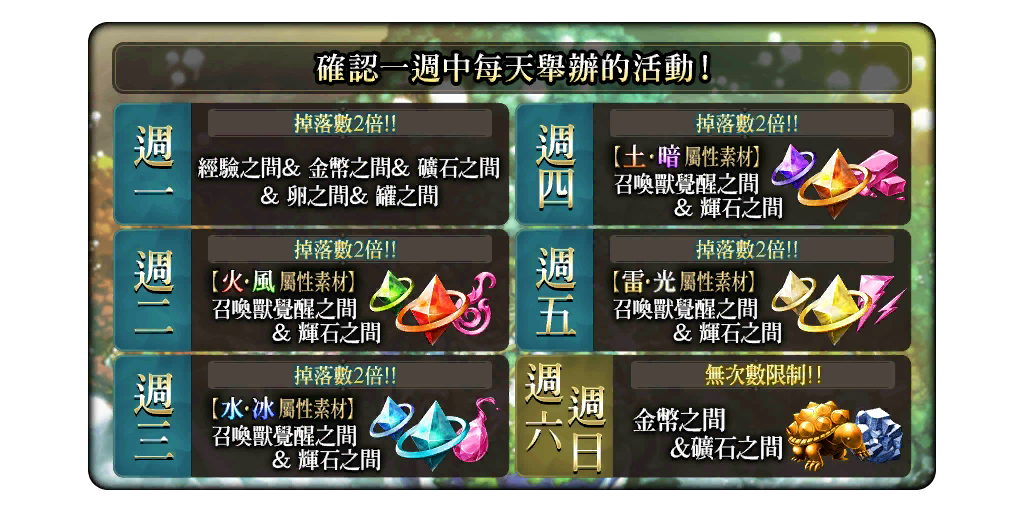 確認一週中每天舉辦的活動!
週一
掉落數2倍!!
經驗之間& 金幣之間& 礦石之間
& 卵之間& 罐之間
週二
掉落數2倍!!
【火·風屬性素材】
召喚獸覺醒之間
& 輝石之間
週三
掉落數2倍!!
【水·冰屬性素材】
召喚獸覺醒之間
& 輝石之間
週四
掉落數2倍!!
【土·暗屬性素材】
召喚獸覺醒之間
& 輝石之間
週五
掉落數2倍!!
【雷·光屬性素材】
召喚獸覺醒之間
& 輝石之間
週六
週日
無次數限制!!
金幣之間
&礦石之間